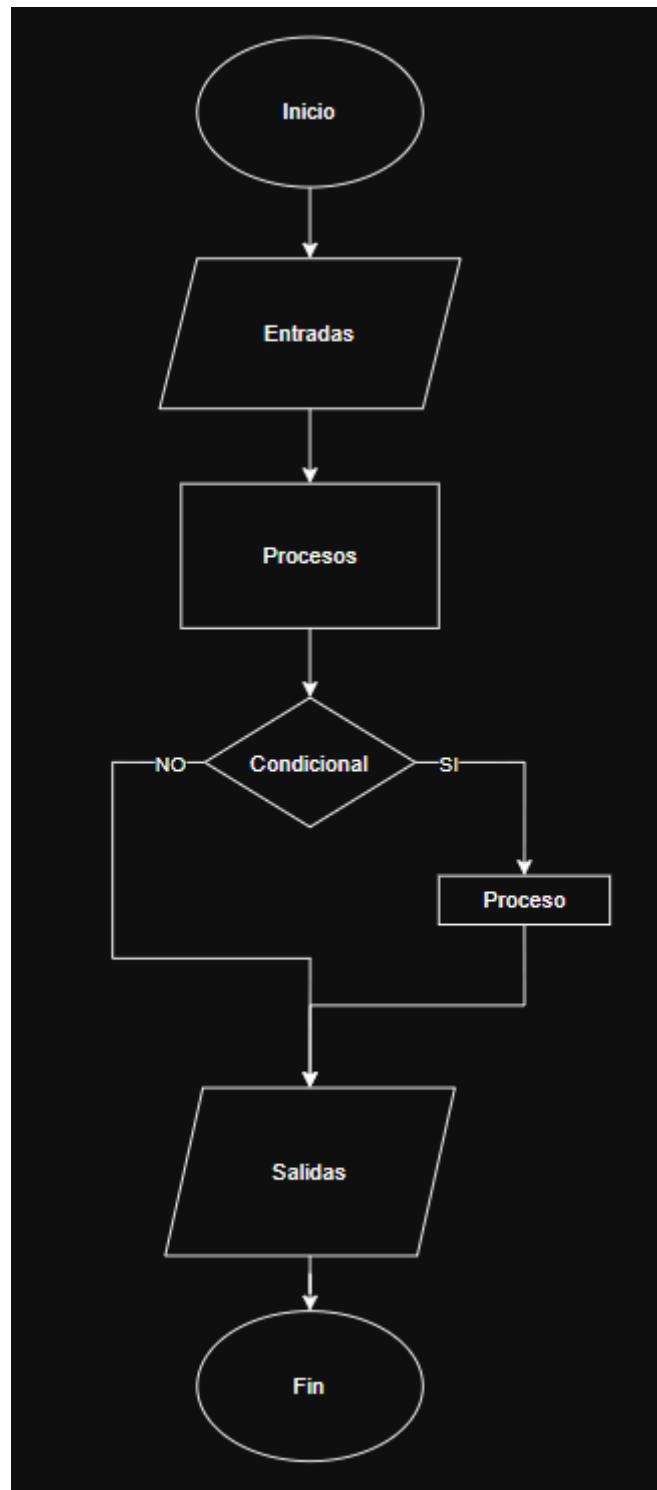 Inicio
Entradas
Procesos
NO
Condicional
SI
Proceso
Salidas
Fin